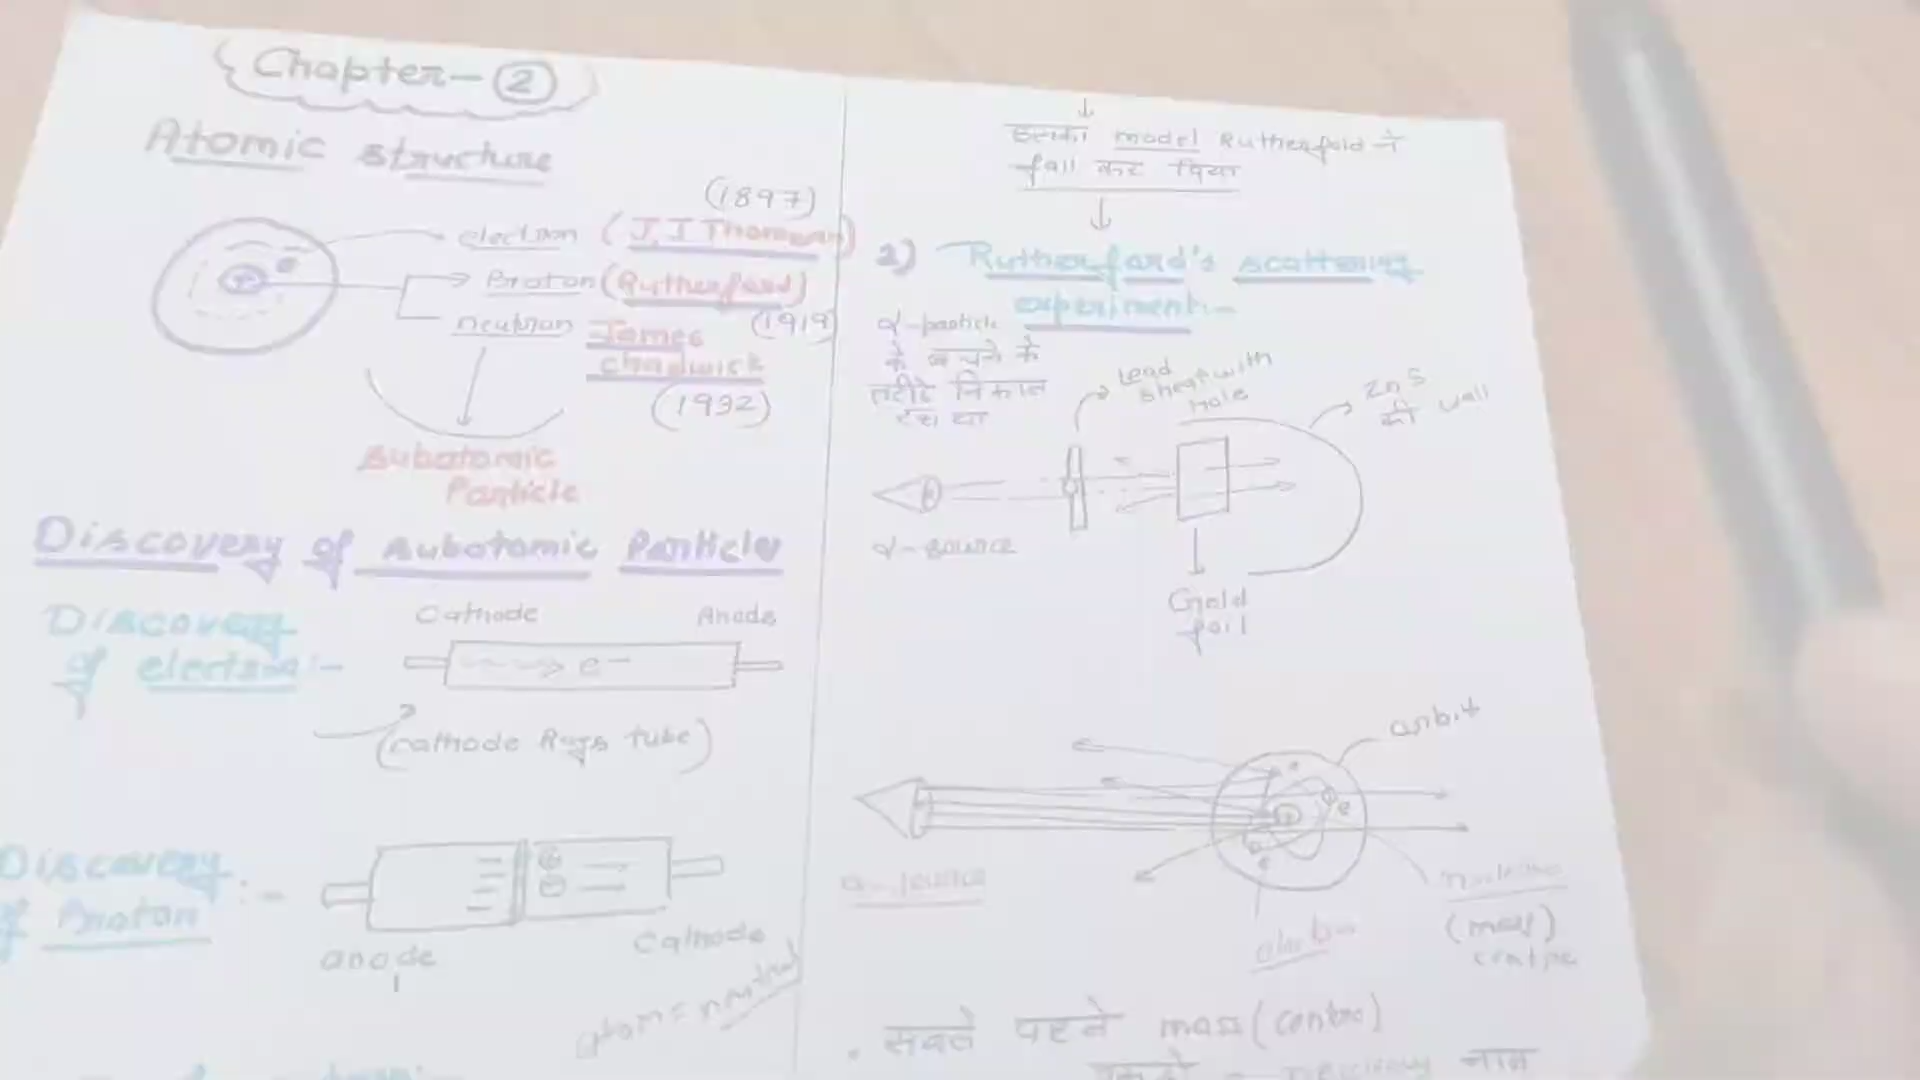 Chapter- 2
Atomic structure
(1897)
electron (J.J Thomson)
Proton (Rutherford)
(1919)
neutron James
chadwick
(1932)
subatomic
Particle
Discovery of subatomic Particles
Discovery
of electron :-
Cathode Anode
e-
(Cathode Rays tube)
Discovery
of Proton :-
anode
Cathode
atom = neutral
इसका model Rutherford ने
fail कर दिया
2) Rutherford's scattering
experiment:-
α-particle
के
Lead
sheet with
Hole
ZnS
की wall
α-source
Gold
foil
orbit
e
α-source
(mass)
centre
• सबसे पहले mass (centre)